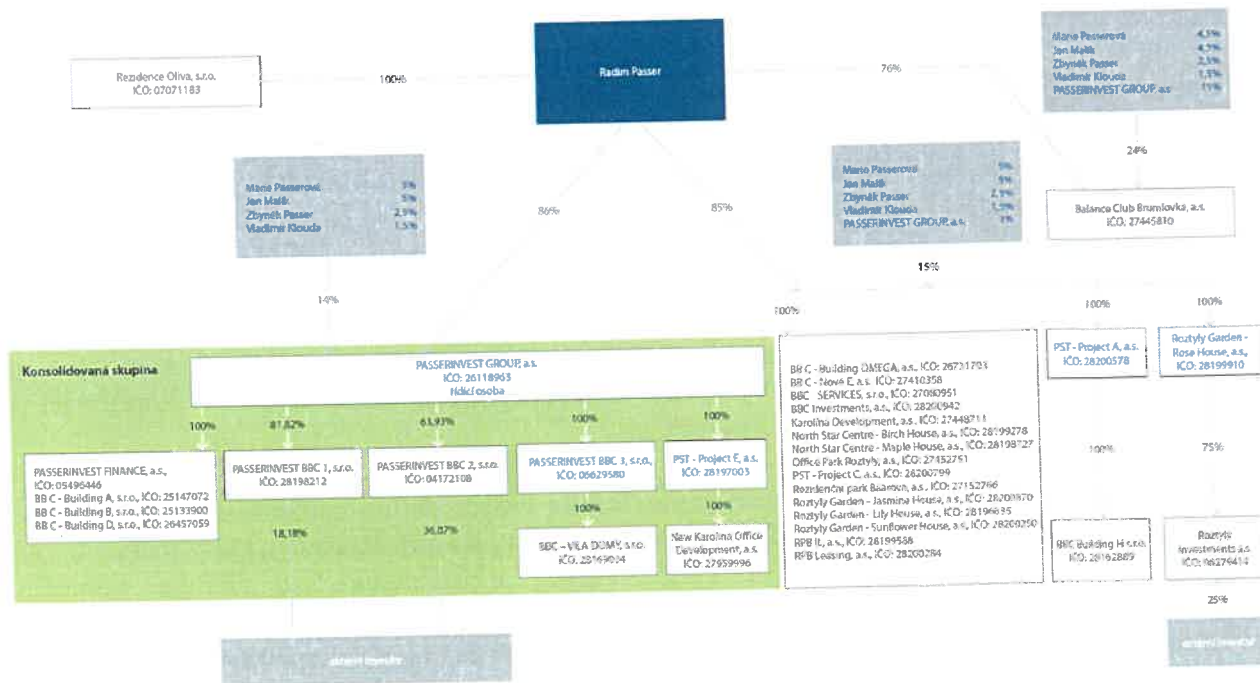 Rezidence Oliva, s.r.o.
IČO: 07071183
100%
Radim Passer
76%
Marie Passerová 4,5%
Jan Malík 4,5%
Zbyněk Passer 2,5%
Vladimír Klouda 1,5%
PASSERINVEST GROUP, a.s. 11%
24%
Balance Club Brumlovka, a.s.
IČO: 27445810
Marie Passerová 5%
Jan Malík 5%
Zbyněk Passer 2,5%
Vladimír Klouda 1,5%
14%
86%
85%
Marie Passerová 5%
Jan Malík 5%
Zbyněk Passer 2,5%
Vladimír Klouda 1,5%
PASSERINVEST GROUP, a.s. 1%
15%
100%
100%
100%
Konsolidovaná skupina
PASSERINVEST GROUP, a.s.
IČO: 26118963
řídící osoba
100%
81,82%
63,93%
100%
100%
PASSERINVEST FINANCE, a.s.,
IČO: 05496446
BB C - Building A, s.r.o., IČO: 25147072
BB C - Building B, s.r.o., IČO: 25133900
BB C - Building D, s.r.o., IČO: 26457059
PASSERINVEST BBC 1, s.r.o.
IČO: 28198212
18,18%
PASSERINVEST BBC 2, s.r.o.
IČO: 04172108
36,07%
PASSERINVEST BBC 3, s.r.o.,
IČO: 06629580
100%
BBC – VILA DOMY, s.r.o.
PST - Project E, a.s.
IČO: 28197003
100%
New Karolina Office
Development, a.s.
IČO: 27959996
BB C - Building OMEGA, a.s., IČO: 26731703
BB C - Nové E, a.s. IČO: 27410358
BBC SERVICES, s.r.o., IČO: 27080951
BBC Investments, a.s., IČO: 28200942
Karolína Development, a.s., IČO: 27448711
North Star Centre - Birch House, a.s., IČO: 28199278
North Star Centre - Maple House, a.s., IČO: 28198727
Office Park Roztyly, a.s., IČO: 27152751
PST - Project C, a.s., IČO: 28200799
Rezidenční park Baarova, a.s., IČO: 27152766
Roztyly Garden - Jasmine House, a.s., IČO: 28200870
Roztyly Garden - Lily House, a.s., IČO: 28196635
Roztyly Garden - Sunflower House, a.s., IČO: 28200250
RPB II., a.s., IČO: 28199588
RPB Leasing, a.s., IČO: 28200284
PST - Project A, a.s.
IČO: 28200578
100%
BBC Building H s.r.o.
IČO: 28162889
Roztyly Garden -
Rose House, a.s.,
IČO: 28199910
75%
Roztyly
Investments a.s.
IČO: 06279414
25%
externí investor
externí investor